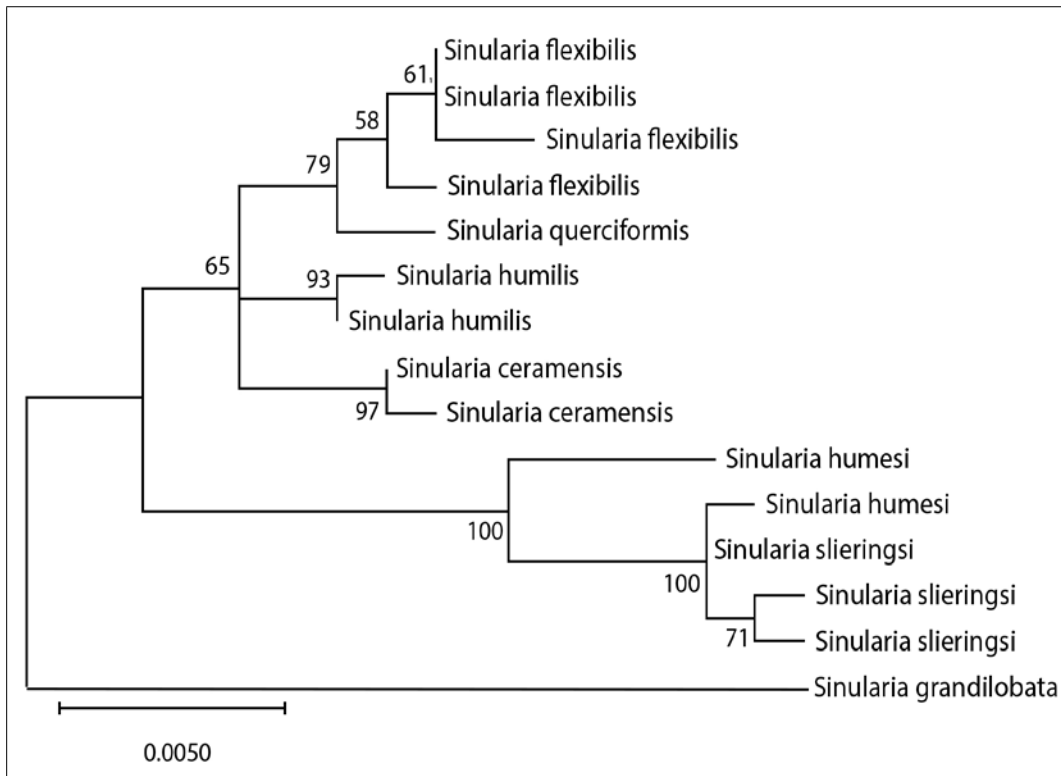 Sinularia flexibilis
61
Sinularia flexibilis
58
Sinularia flexibilis
79
Sinularia flexibilis
Sinularia querciformis
65
93
Sinularia humilis
Sinularia humilis
Sinularia ceramensis
97
Sinularia ceramensis
Sinularia humesi
Sinularia humesi
100
Sinularia slieringsi
100
Sinularia slieringsi
71
Sinularia slieringsi
Sinularia grandilobata
0.0050